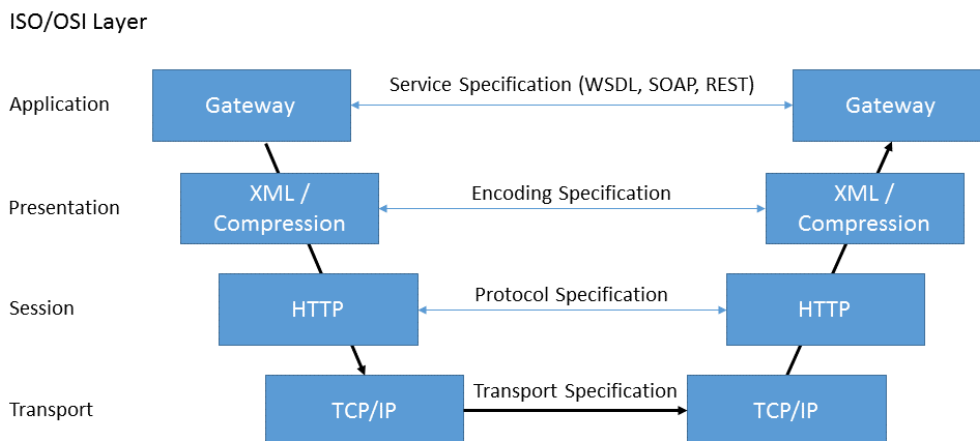 ISO/OSI Layer
Application
Gateway
Service Specification (WSDL, SOAP, REST)
Gateway
Presentation
XML /
Compression
Encoding Specification
XML /
Compression
Session
HTTP
Protocol Specification
HTTP
Transport
TCP/IP
Transport Specification
TCP/IP